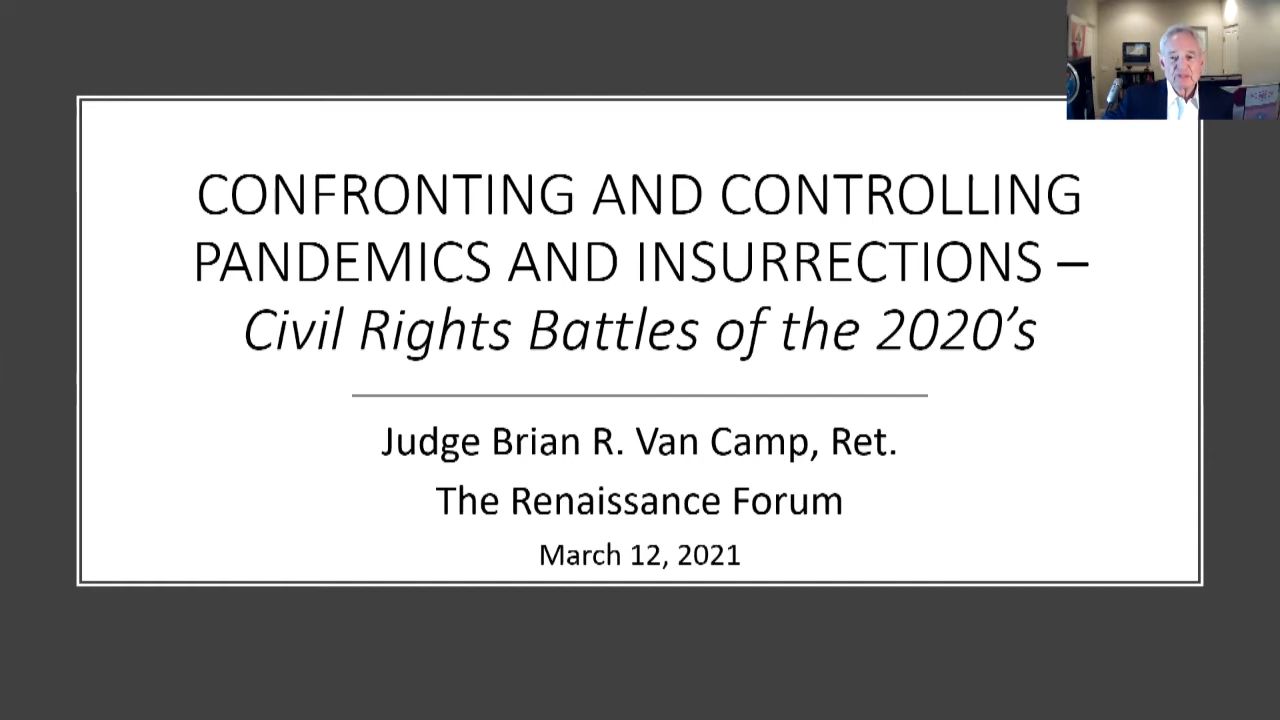 CONFRONTING AND CONTROLLING
PANDEMICS AND INSURRECTIONS –
Civil Rights Battles of the 2020’s
Judge Brian R. Van Camp, Ret.
The Renaissance Forum
March 12, 2021